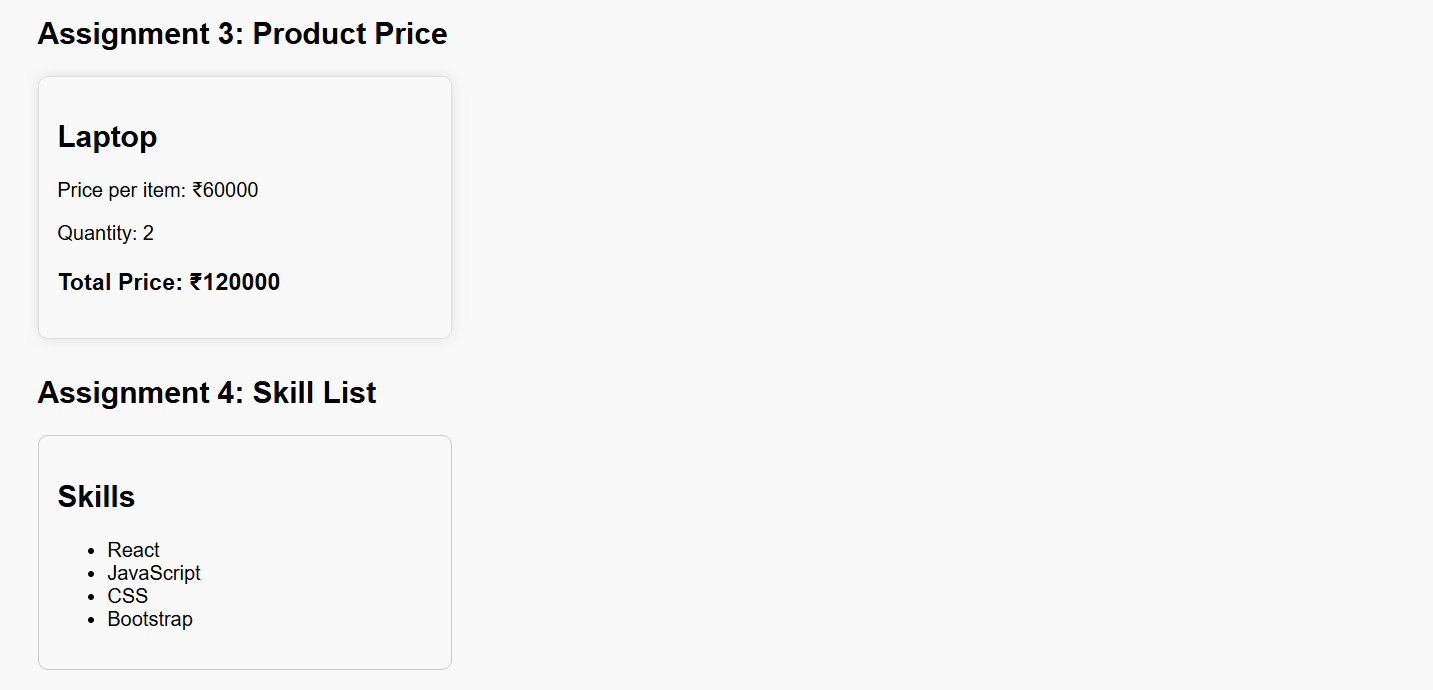 Assignment 3: Product Price
Laptop
Price per item: ₹60000
Quantity: 2
Total Price: ₹120000
Assignment 4: Skill List
Skills
• React
• JavaScript
• CSS
• Bootstrap